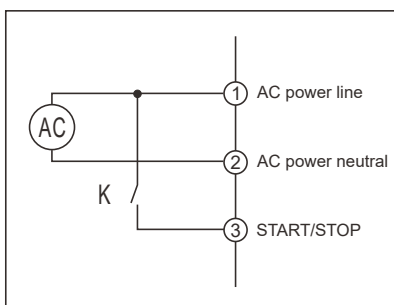 1 AC power line
AC
2 AC power neutral
K
3 START/STOP